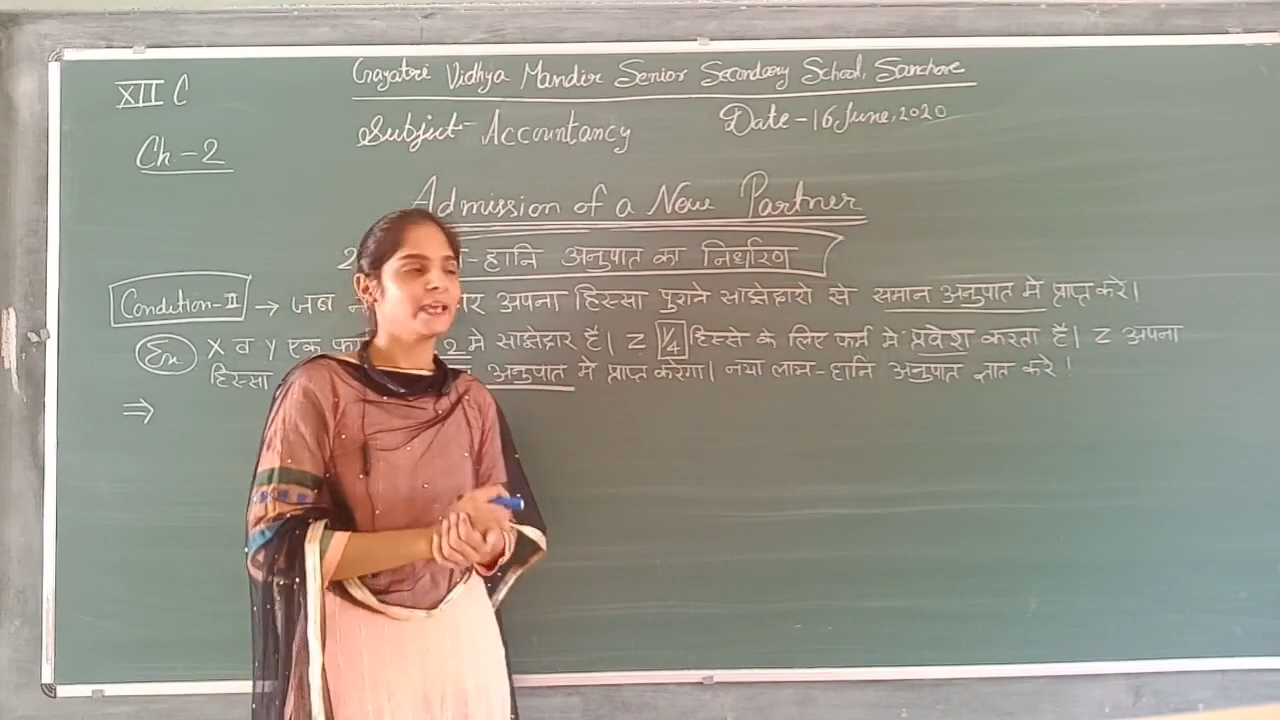 XII C
Gayatri Vidhya Mandir Senior Secondary School, Sanchore
Ch.-2
Subject- Accountancy Date-16 June, 2020
Admission of a New Partner
2 -हानि अनुपात का निर्धारण
Condition-II → जब अपना हिस्सा पुराने साझेदारो से समान अनुपात मे प्राप्त करे।
Ex X व Y एक 2 मे साझेदार है। Z 1/4 हिस्से के लिए फर्म मे प्रवेश करता है। Z अपना
हिस्सा अनुपात मे प्राप्त करेगा। नया लाभ-हानि अनुपात ज्ञात करे!
⇒